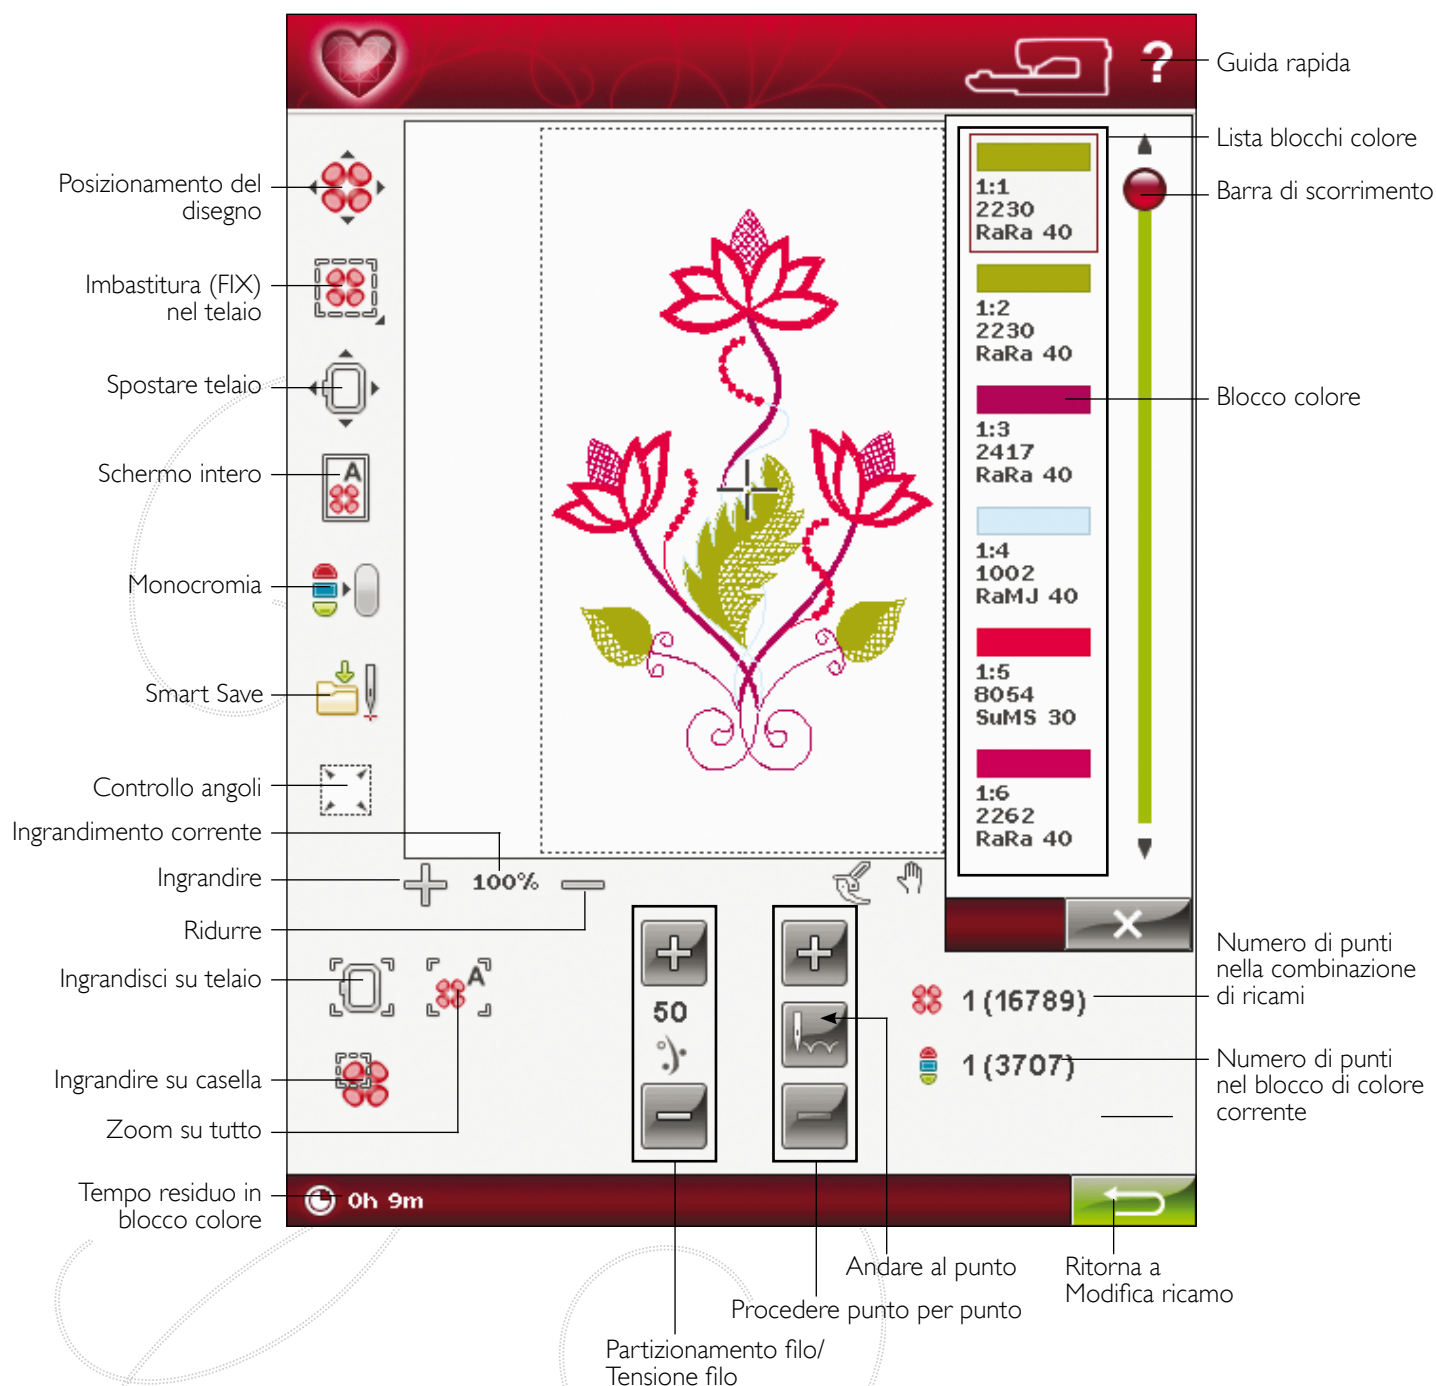 ?
Guida rapida
Lista blocchi colore
Barra di scorrimento
Blocco colore
Posizionamento del
disegno
Imbastitura (FIX)
nel telaio
Spostare telaio
Schermo intero
A
Monocromia
Smart Save
Controllo angoli
Ingrandimento corrente
Ingrandire
Ridurre
Ingrandisci su telaio
A
Ingrandire su casella
Zoom su tutto
Tempo residuo in
blocco colore
1:1
2230
RaRa 40
1:2
2230
RaRa 40
1:3
2417
RaRa 40
1:4
1002
RaMJ 40
1:5
8054
SuMS 30
1:6
2262
RaRa 40
100%
50
1 (16789)
1 (3707)
Numero di punti
nella combinazione
di ricami
Numero di punti
nel blocco di colore
corrente
0h 9m
Andare al punto
Procedere punto per punto
Partizionamento filo/
Tensione filo
Ritorna a
Modifica ricamo